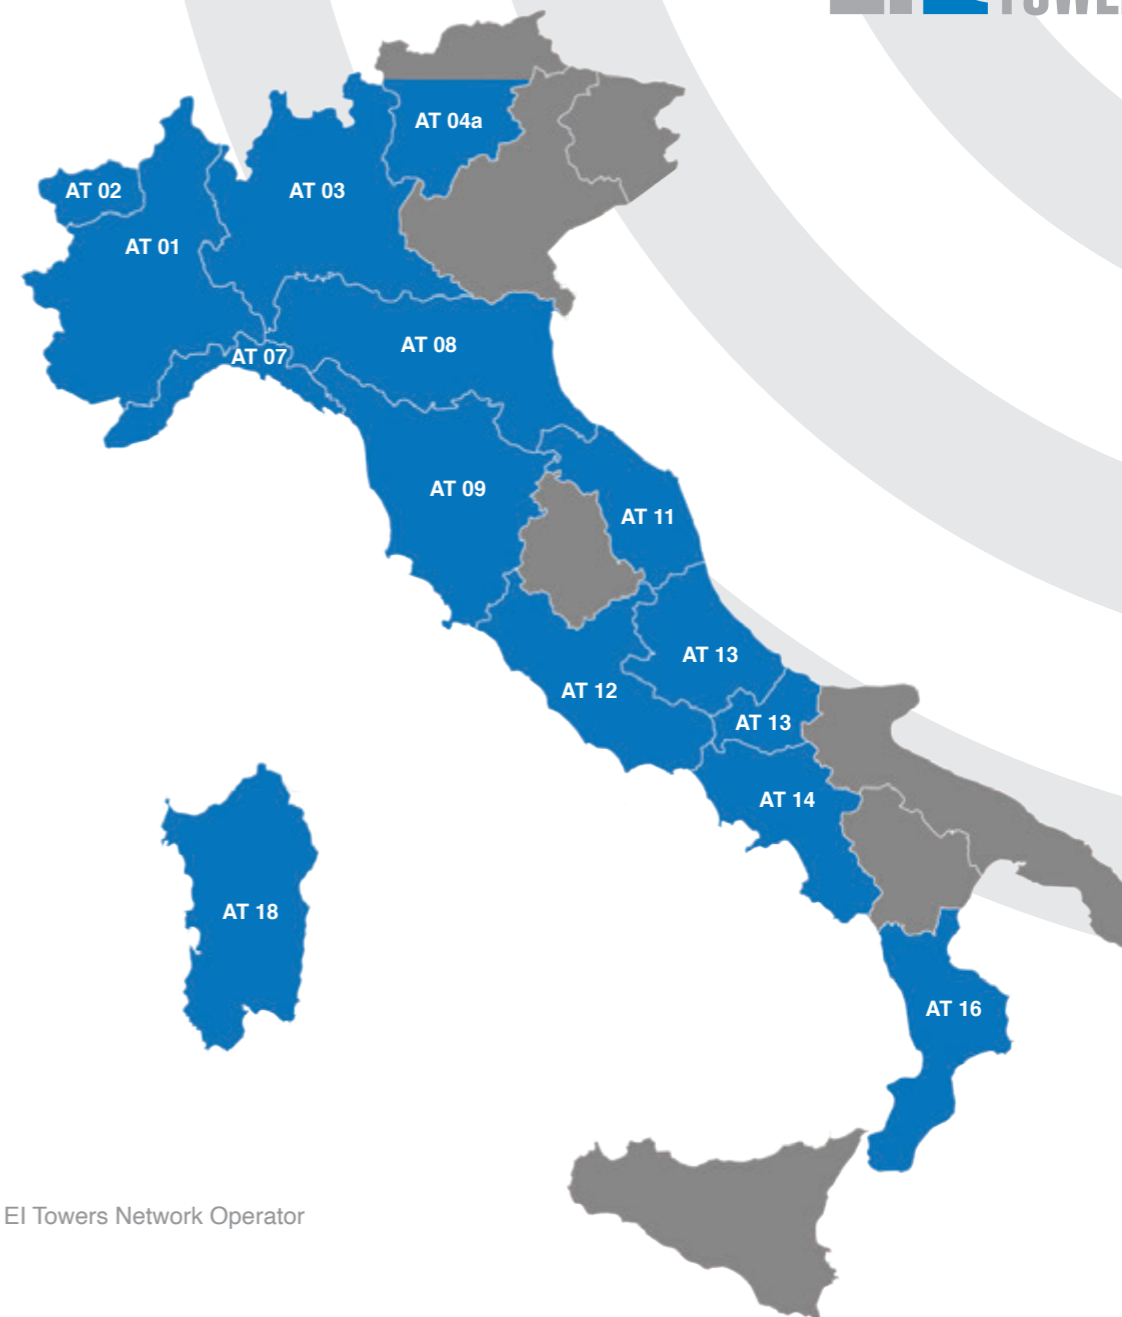 AT 04a
AT 02
AT 03
AT 01
AT 08
AT 07
AT 09
AT 11
AT 13
AT 12
AT 13
AT 14
AT 18
AT 16
EI Towers Network Operator